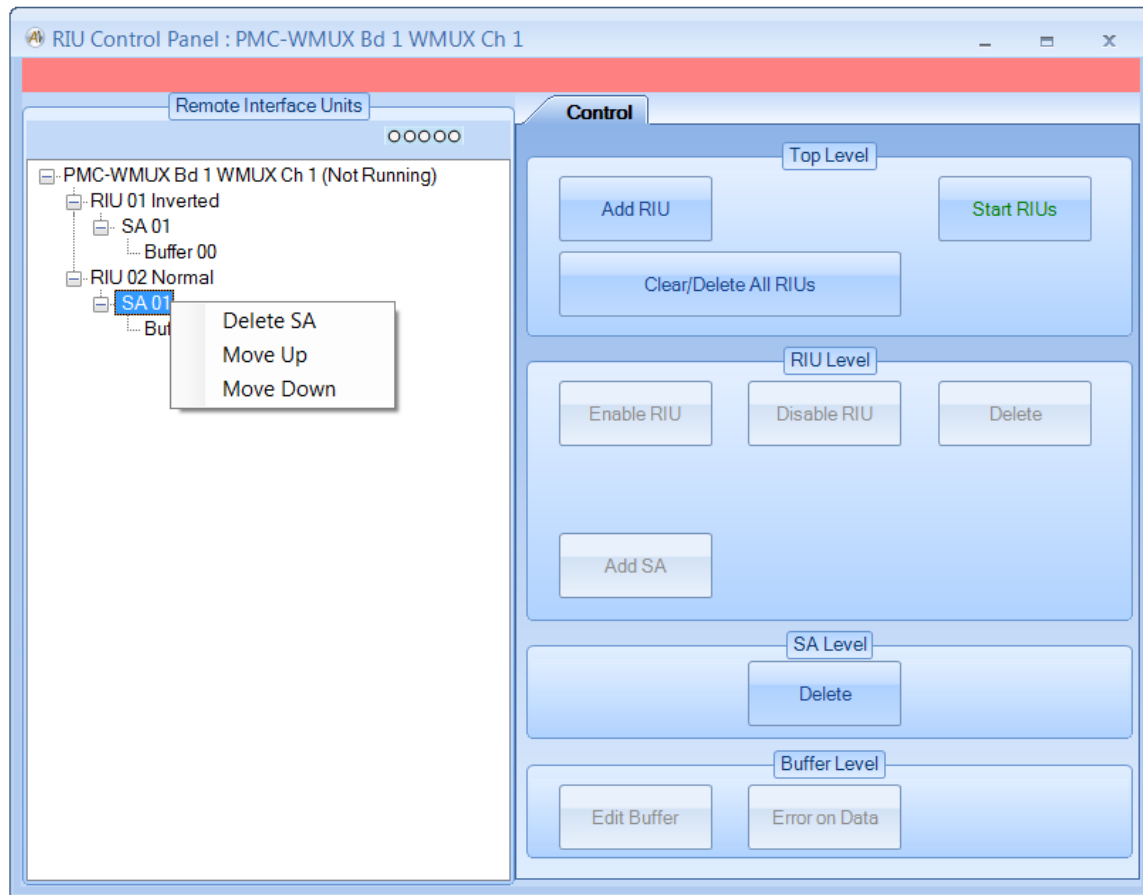 RIU Control Panel : PMC-WMUX Bd 1 WMUX Ch 1
Remote Interface Units
PMC-WMUX Bd 1 WMUX Ch 1 (Not Running)
RIU 01 Inverted
SA 01
Buffer 00
RIU 02 Normal
SA 01
Buf
Delete SA
Move Up
Move Down
Control
Top Level
Add RIU
Start RIUs
Clear/Delete All RIUs
RIU Level
Enable RIU
Disable RIU
Delete
Add SA
SA Level
Delete
Buffer Level
Edit Buffer
Error on Data